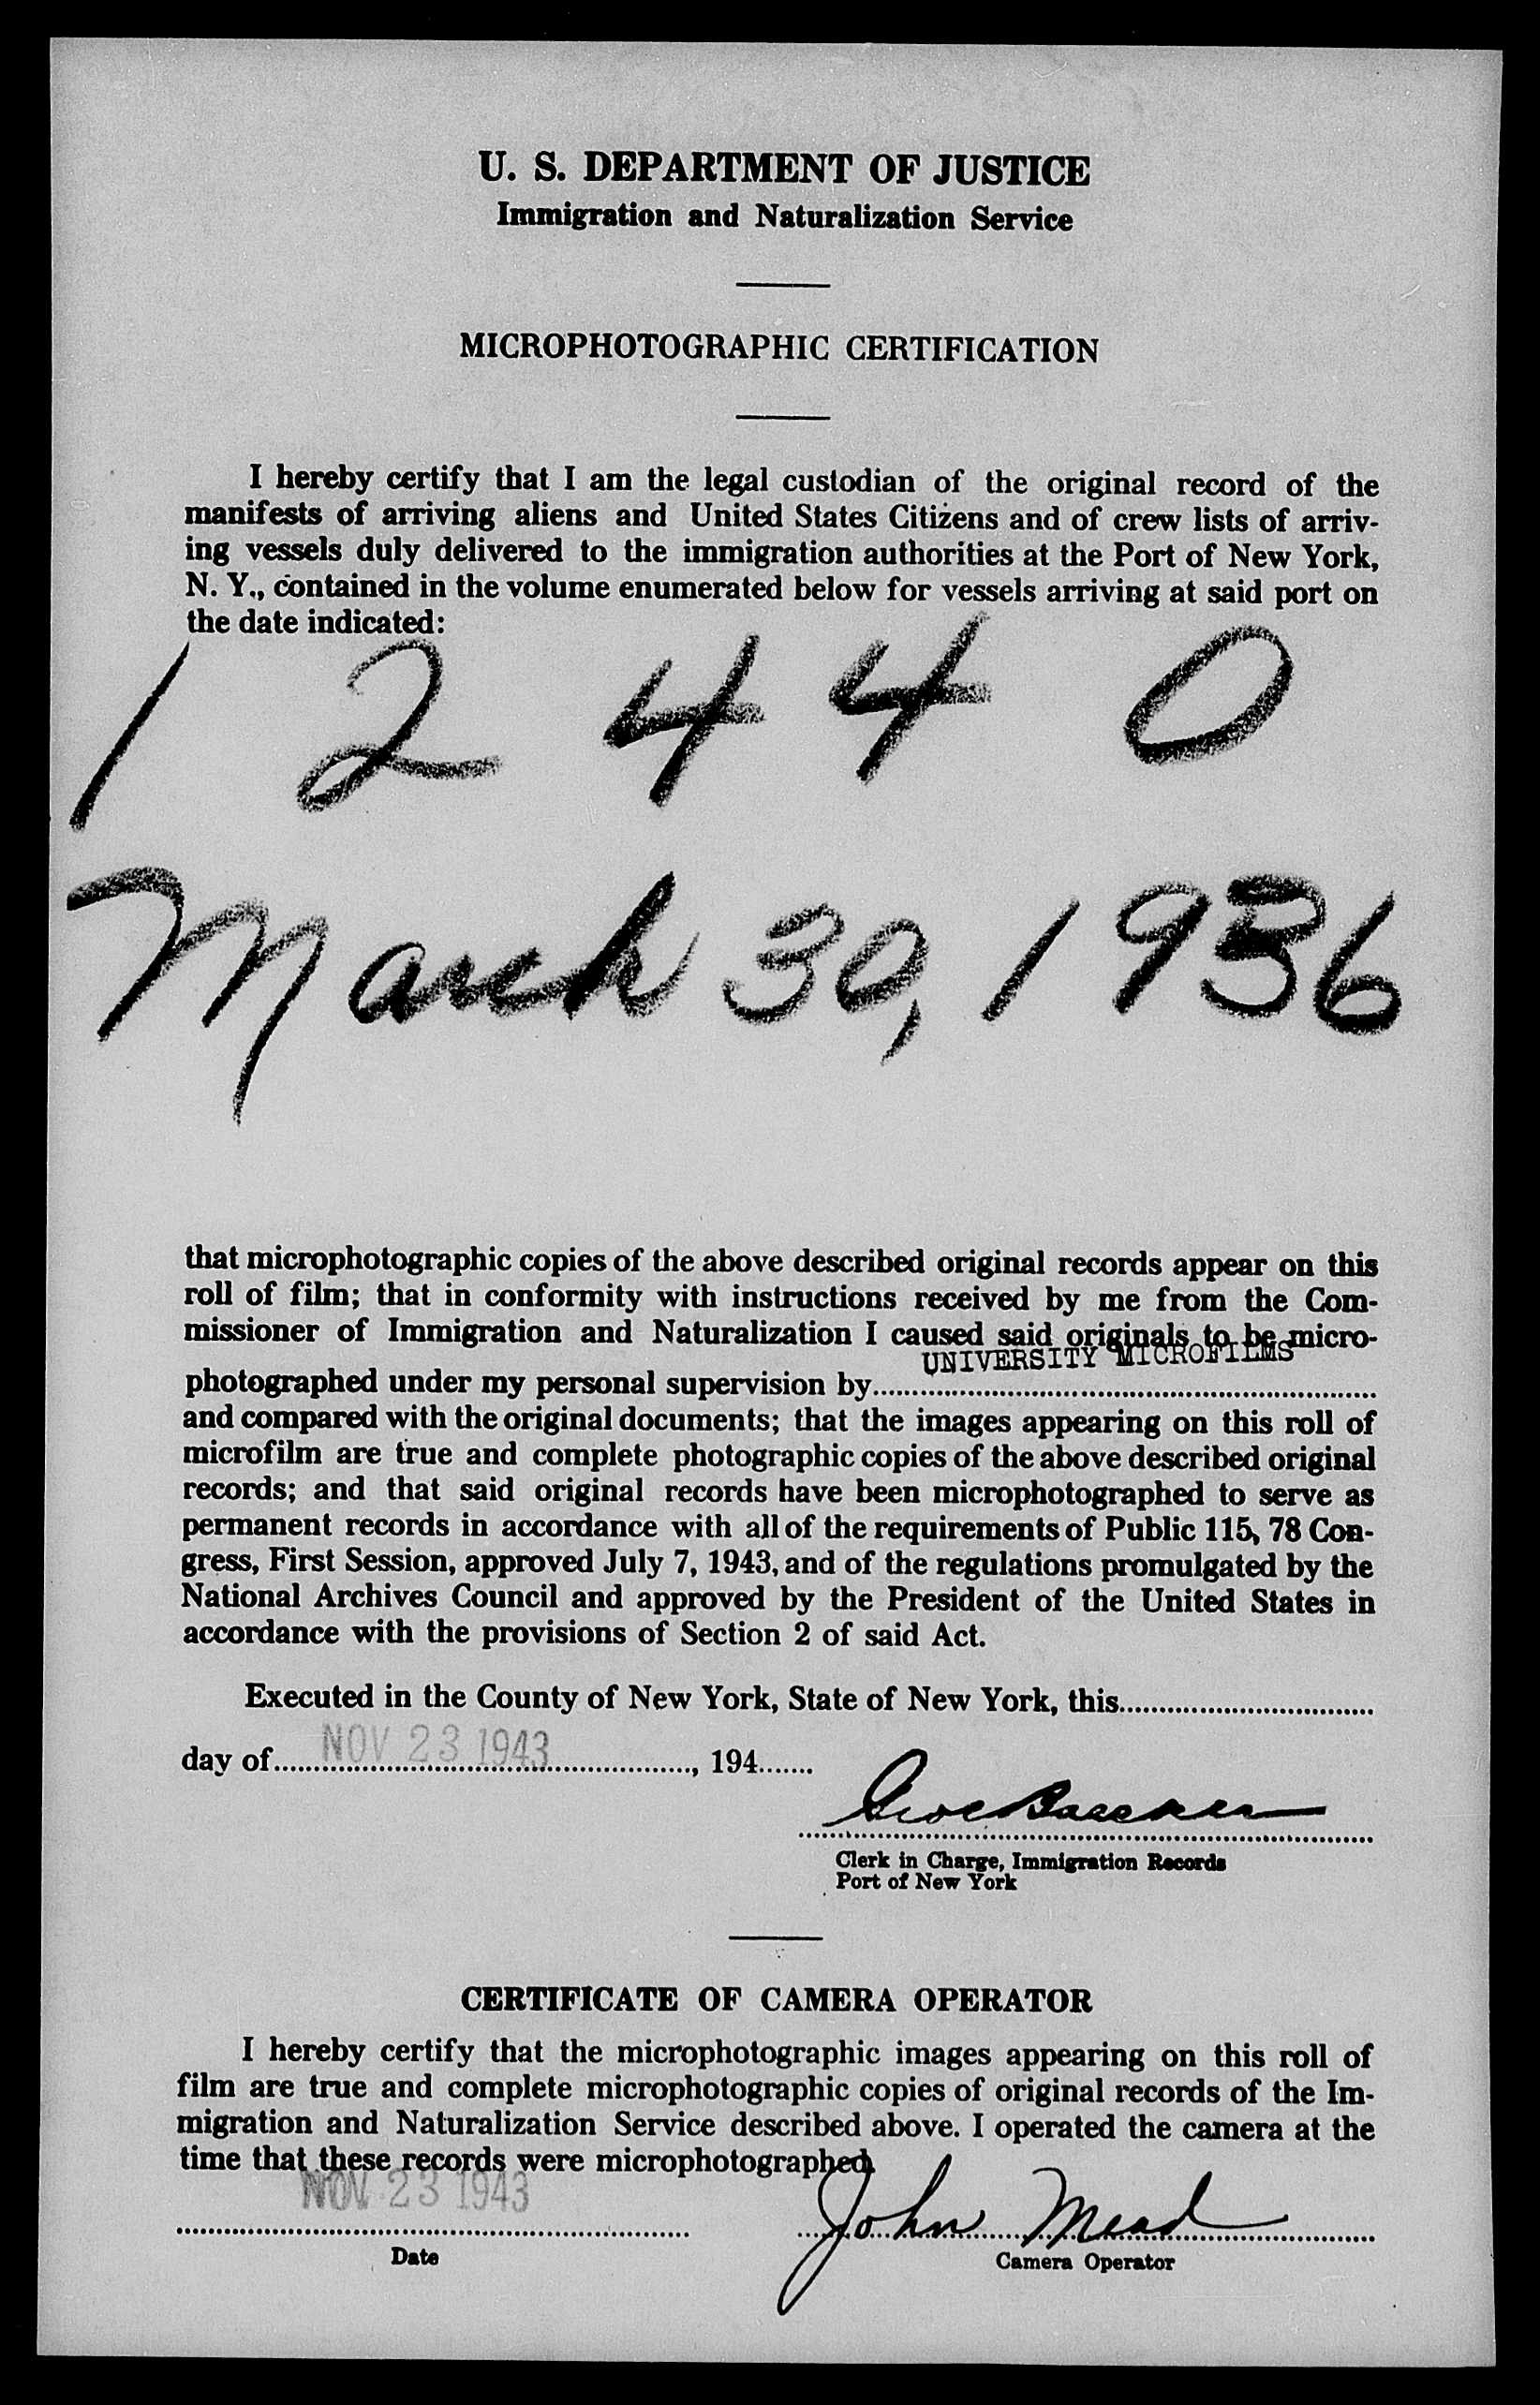 U. S. DEPARTMENT OF JUSTICE
Immigration and Naturalization Service
MICROPHOTOGRAPHIC CERTIFICATION
I hereby certify that I am the legal custodian of the original record of the
manifests of arriving aliens and United States Citizens and of crew lists of arriv-
ing vessels duly delivered to the immigration authorities at the Port of New York,
N. Y., contained in the volume enumerated below for vessels arriving at said port on
the date indicated:
1 2 4 4 0
March 30, 1936
that microphotographic copies of the above described original records appear on this
roll of film; that in conformity with instructions received by me from the Com-
missioner of Immigration and Naturalization I caused said originals to be micro-
UNIVERSITY MICROFILMS
photographed under my personal supervision by
and compared with the original documents; that the images appearing on this roll of
microfilm are true and complete photographic copies of the above described original
records; and that said original records have been microphotographed to serve as
permanent records in accordance with all of the requirements of Public 115, 78 Con-
gress, First Session, approved July 7, 1943, and of the regulations promulgated by the
National Archives Council and approved by the President of the United States in
accordance with the provisions of Section 2 of said Act.
Executed in the County of New York, State of New York, this
day of NOV 23 1943, 194
Clerk in Charge, Immigration Records
Port of New York
CERTIFICATE OF CAMERA OPERATOR
I hereby certify that the microphotographic images appearing on this roll of
film are true and complete microphotographic copies of original records of the Im-
migration and Naturalization Service described above. I operated the camera at the
time that these records were microphotographed.
NOV 23 1943 John Mead
Date Camera Operator